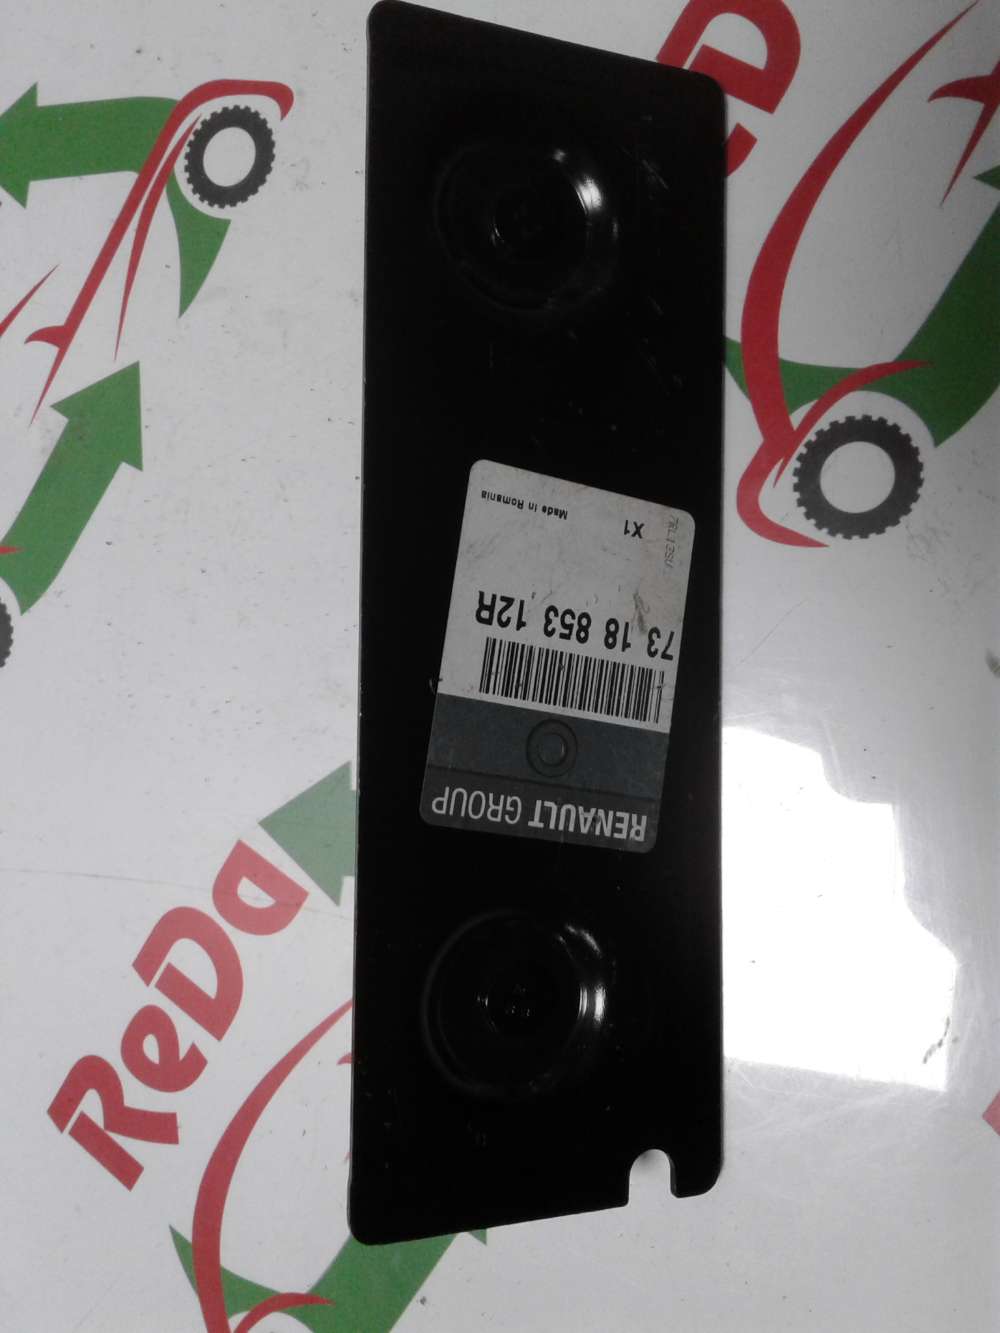 RENAULT GROUP
73 18 853 12R
X1
Made in Romania
ReDa